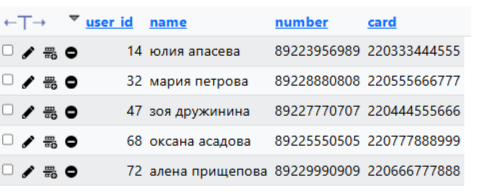 user_id name number card
14 юлия апасева 89223956989 220333444555
32 мария петрова 89228880808 220555666777
47 зоя дружинина 89227770707 220444555666
68 оксана асадова 89225550505 220777888999
72 алена прищепова 89229990909 220666777888